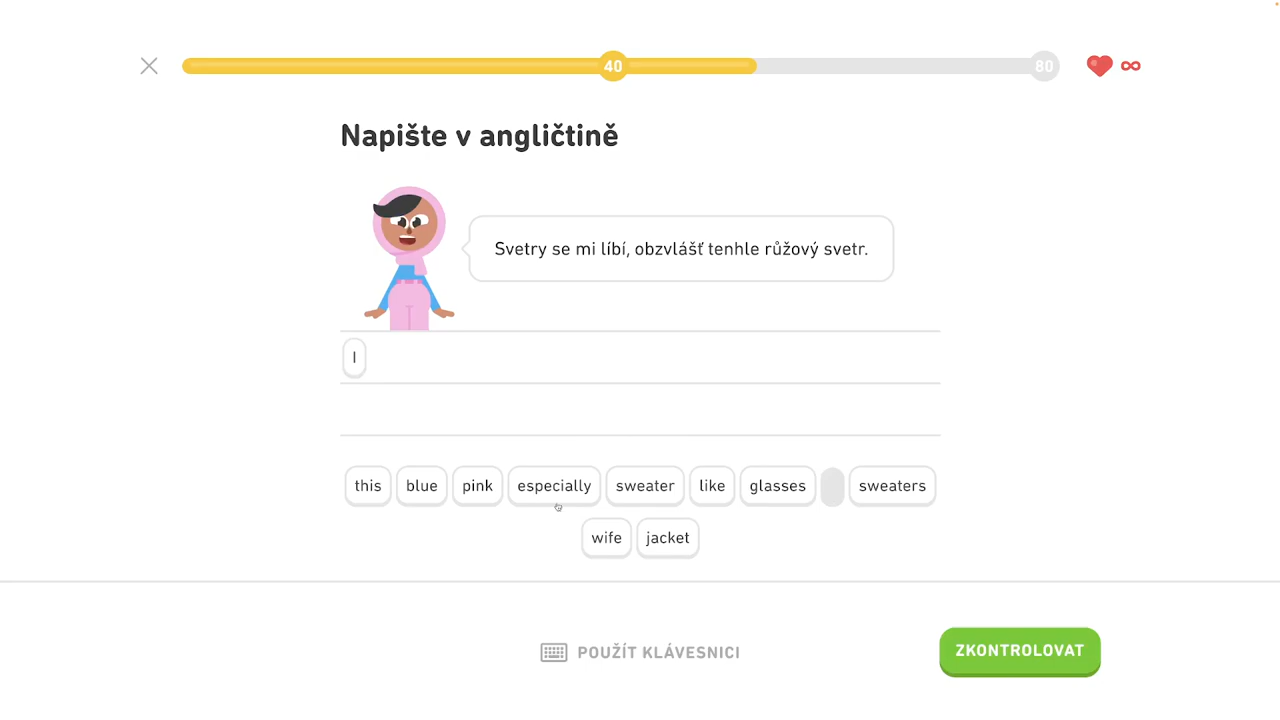 40 80 ∞
Napište v angličtině
Svetry se mi líbí, obzvlášť tenhle růžový svetr.
I
this blue pink especially sweater like glasses sweaters
wife jacket
POUŽÍT KLÁVESNICI ZKONTROLOVAT